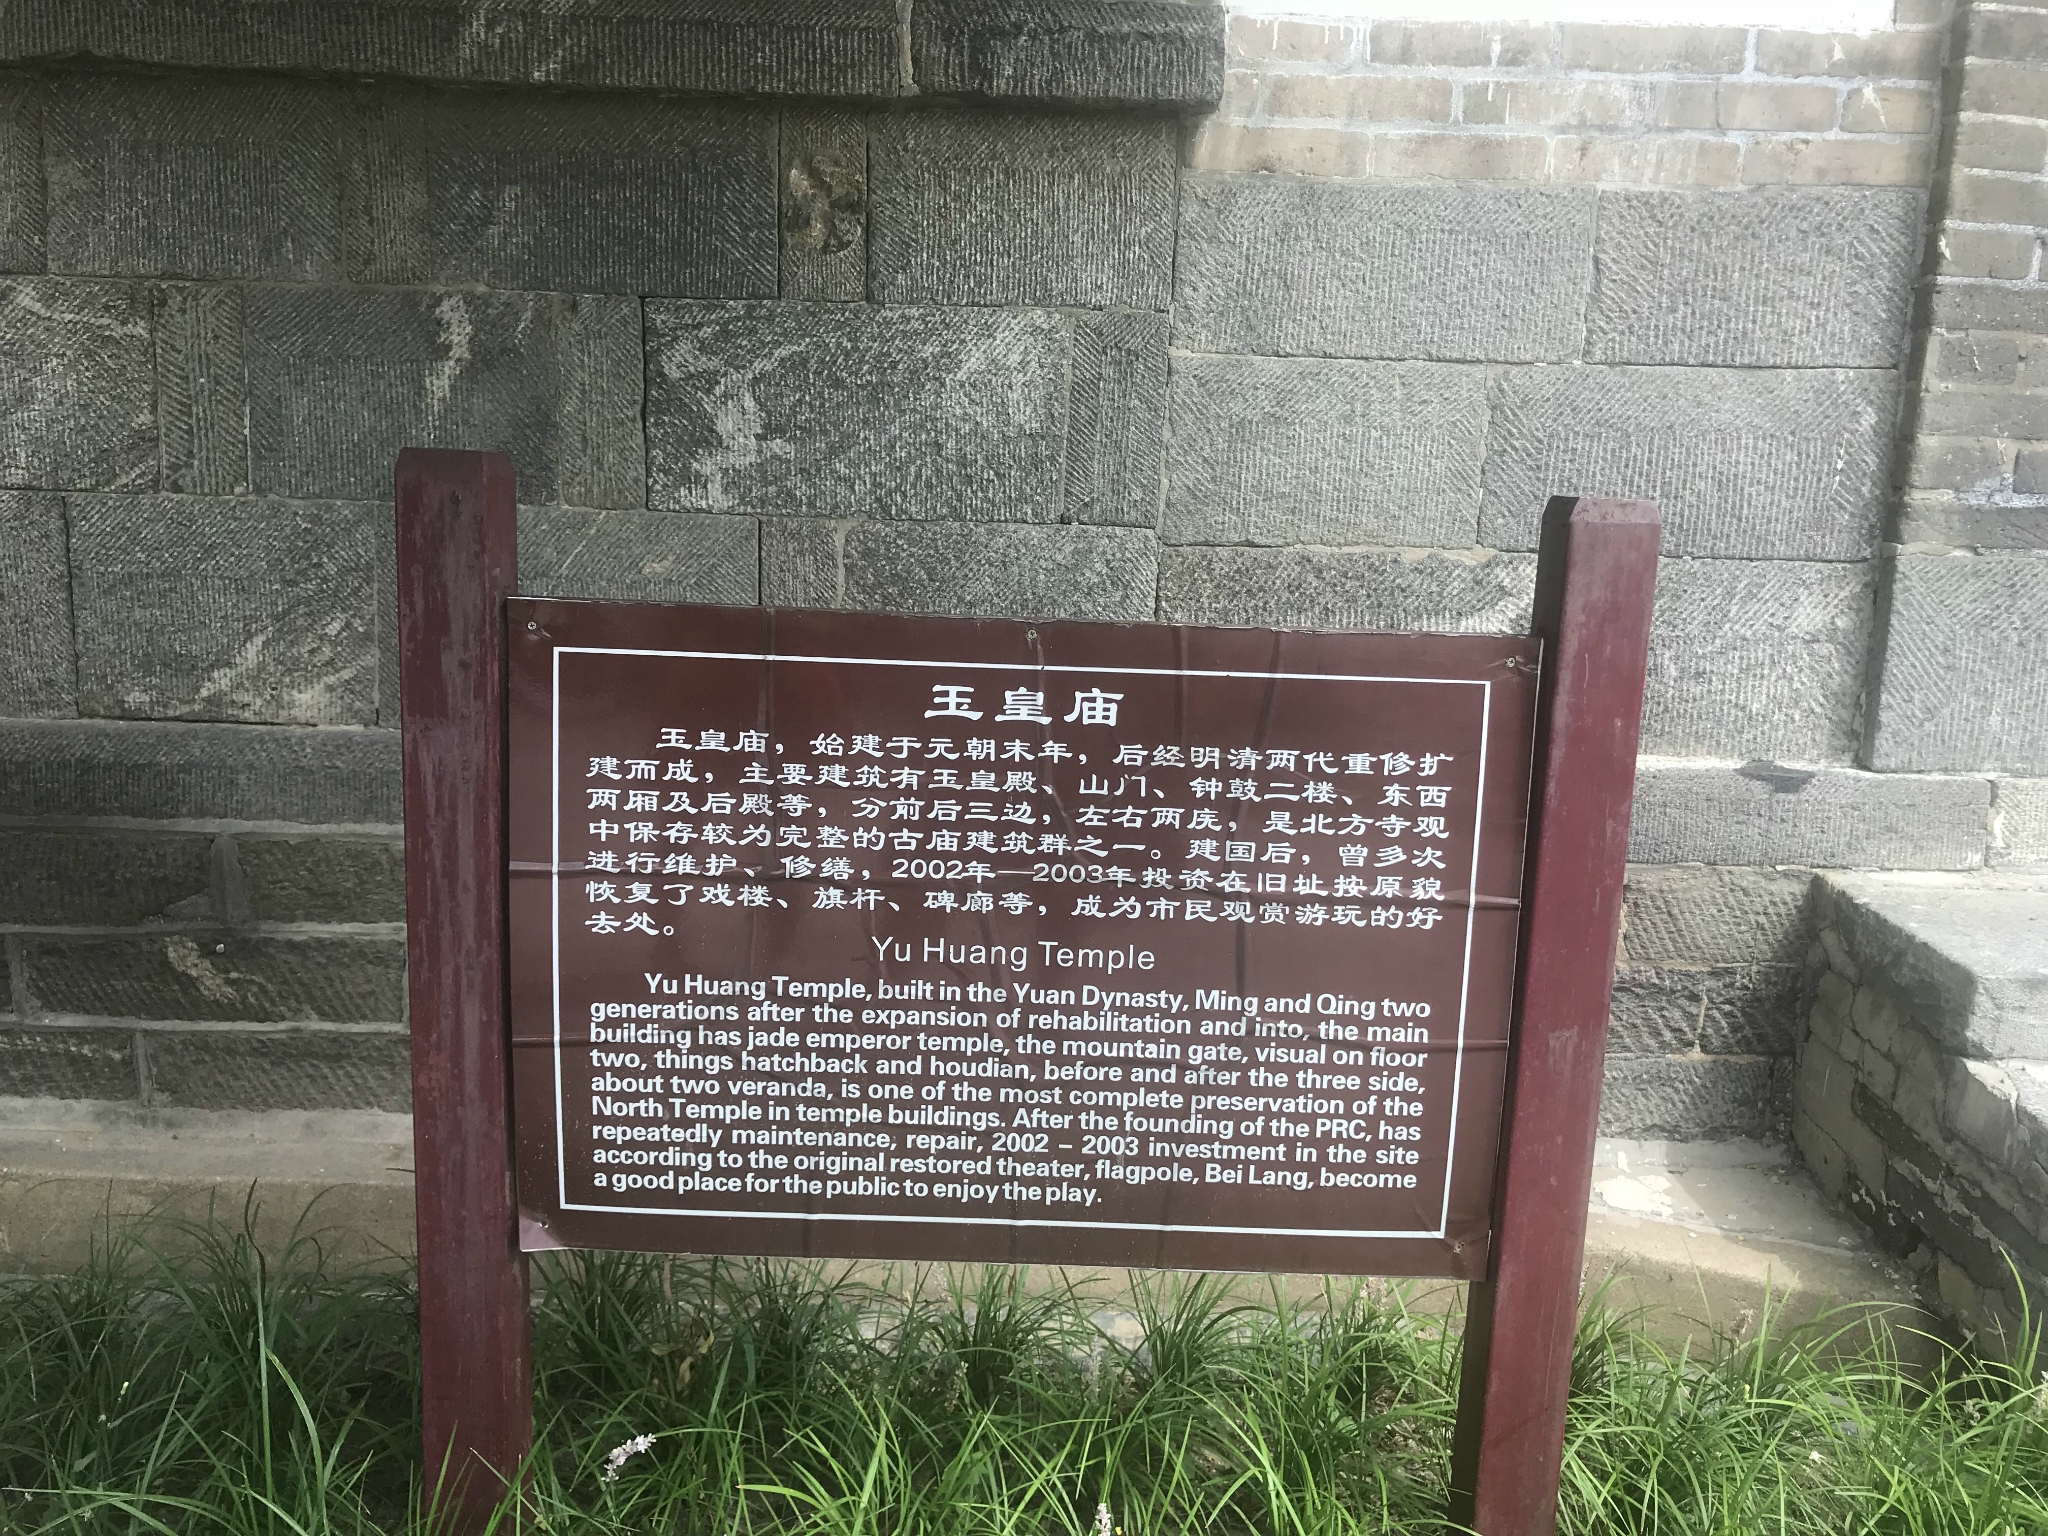 玉皇庙
玉皇庙，始建于元朝末年，后经明清两代重修扩
建而成，主要建筑有玉皇殿、山门、钟鼓二楼、东西
两厢及后殿等，分前后三边，左右两庑，是北方寺观
中保存较为完整的古庙建筑群之一。建国后，曾多次
进行维护、修缮，2002年—2003年投资在旧址按原貌
恢复了戏楼、旗杆、碑廊等，成为市民观赏游玩的好
去处。
Yu Huang Temple
Yu Huang Temple, built in the Yuan Dynasty, Ming and Qing two
generations after the expansion of rehabilitation and into, the main
building has jade emperor temple, the mountain gate, visual on floor
two, things hatchback and houdian, before and after the three side,
about two veranda, is one of the most complete preservation of the
North Temple in temple buildings. After the founding of the PRC, has
repeatedly maintenance, repair, 2002 – 2003 investment in the site
according to the original restored theater, flagpole, Bei Lang, become
a good place for the public to enjoy the play.